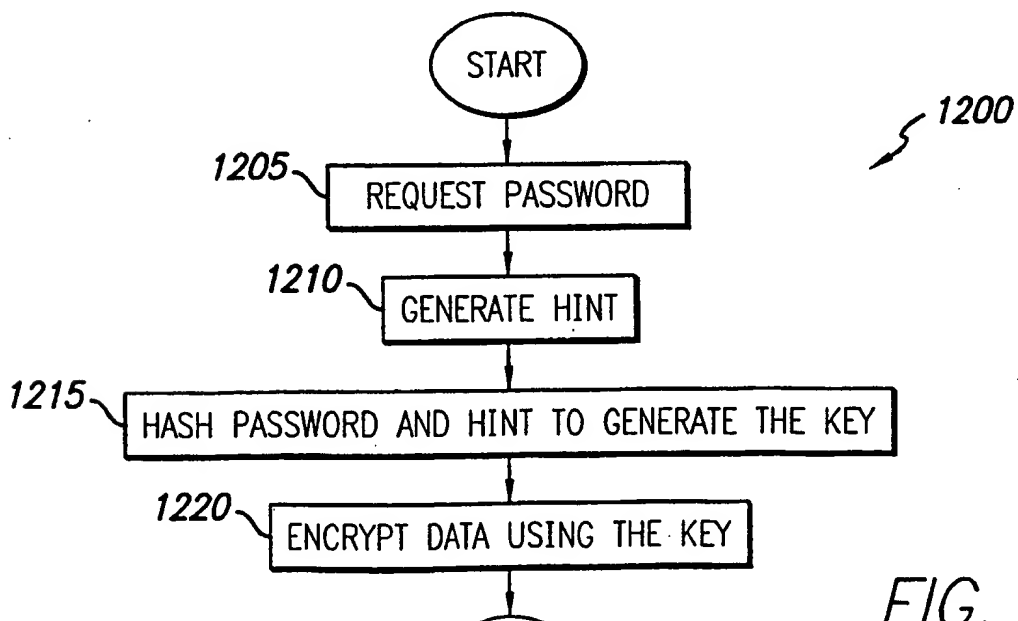 START
1200
1205
REQUEST PASSWORD
1210
GENERATE HINT
1215
HASH PASSWORD AND HINT TO GENERATE THE KEY
1220
ENCRYPT DATA USING THE KEY
FIG.